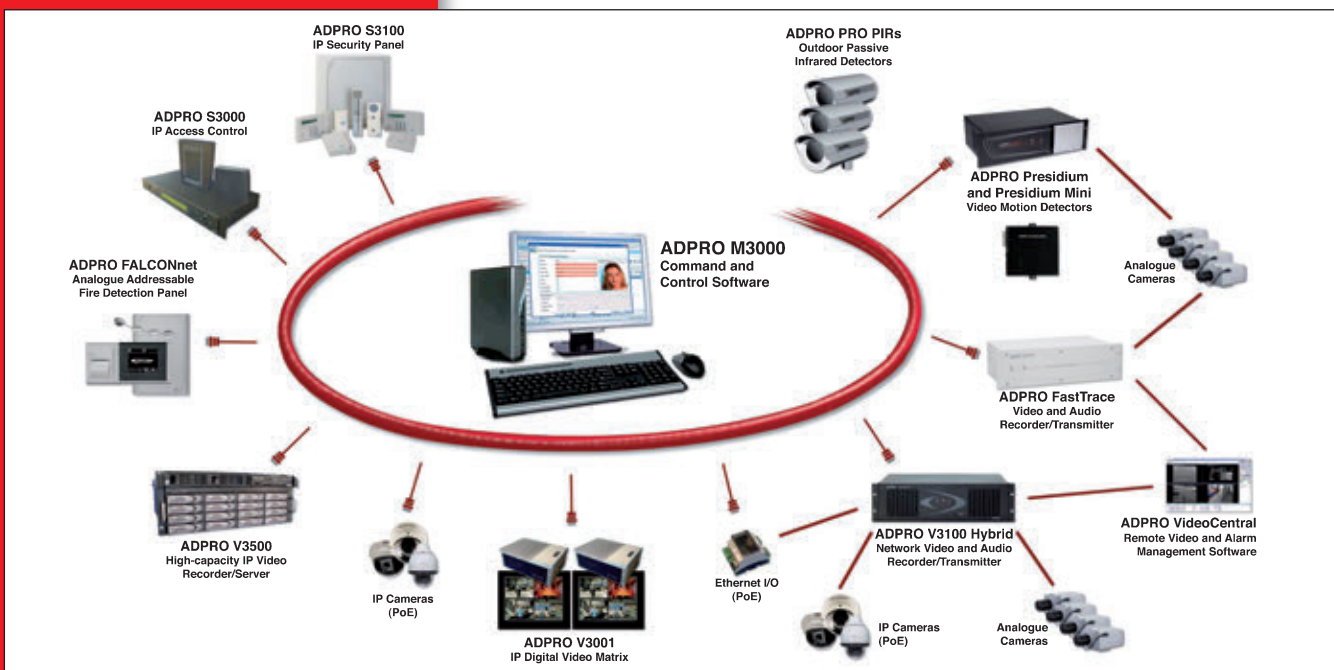 ADPRO S3100
IP Security Panel
ADPRO PRO PIRs
Outdoor Passive
Infrared Detectors
ADPRO S3000
IP Access Control
ADPRO Presidium
and Presidium Mini
Video Motion Detectors
ADPRO M3000
Command and
Control Software
ADPRO FALCONnet
Analogue Addressable
Fire Detection Panel
Analogue
Cameras
ADPRO FastTrace
Video and Audio
Recorder/Transmitter
ADPRO V3500
High-capacity IP Video
Recorder/Server
IP Cameras
(PoE)
ADPRO V3001
IP Digital Video Matrix
Ethernet I/O
(PoE)
ADPRO V3100 Hybrid
Network Video and Audio
Recorder/Transmitter
ADPRO VideoCentral
Remote Video and Alarm
Management Software
IP Cameras
(PoE)
Analogue
Cameras